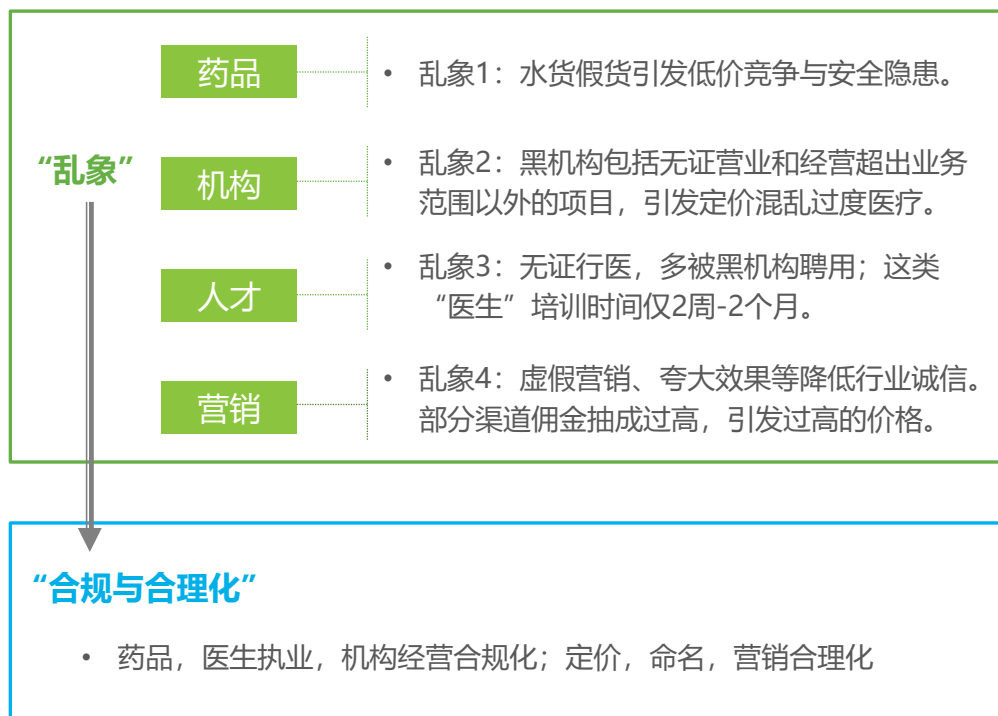 药品
• 乱象1：水货假货引发低价竞争与安全隐患。
“乱象”
机构
• 乱象2：黑机构包括无证营业和经营超出业务
范围以外的项目，引发定价混乱过度医疗。
人才
• 乱象3：无证行医，多被黑机构聘用；这类
“医生”培训时间仅2周-2个月。
营销
• 乱象4：虚假营销、夸大效果等降低行业诚信。
部分渠道佣金抽成过高，引发过高的价格。
“合规与合理化”
• 药品，医生执业，机构经营合规化；定价，命名，营销合理化